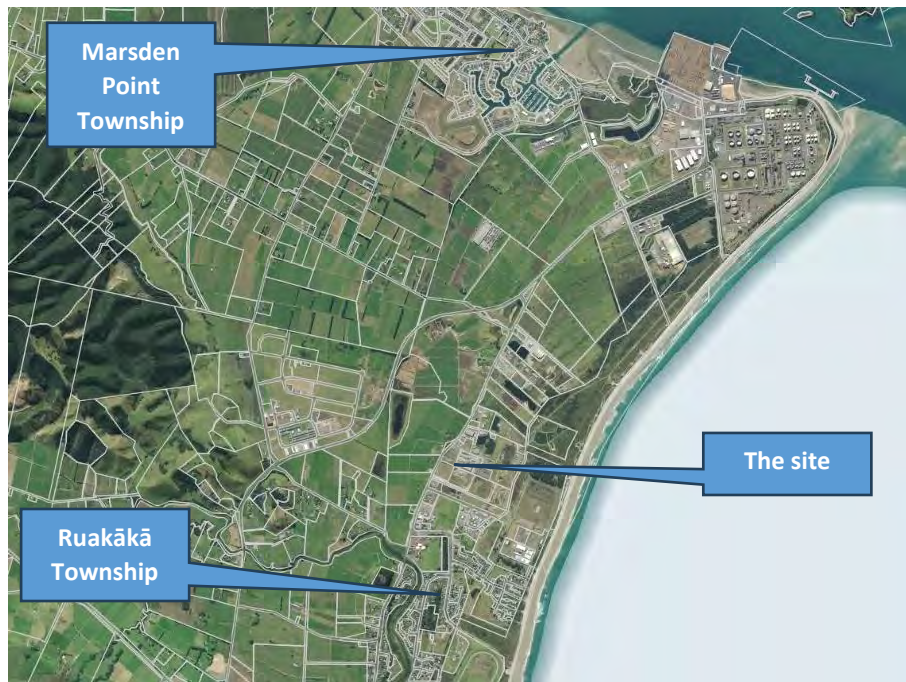 Marsden
Point
Township
The site
Ruakākā
Township